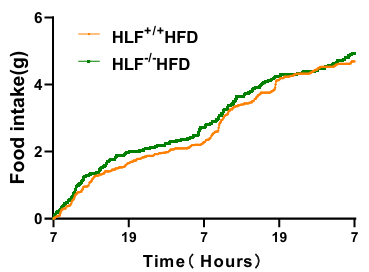 6
HLF+/+HFD
HLF-/-HFD
4
2
0
Food intake(g)
7 19 7 19 7
Time( Hours)